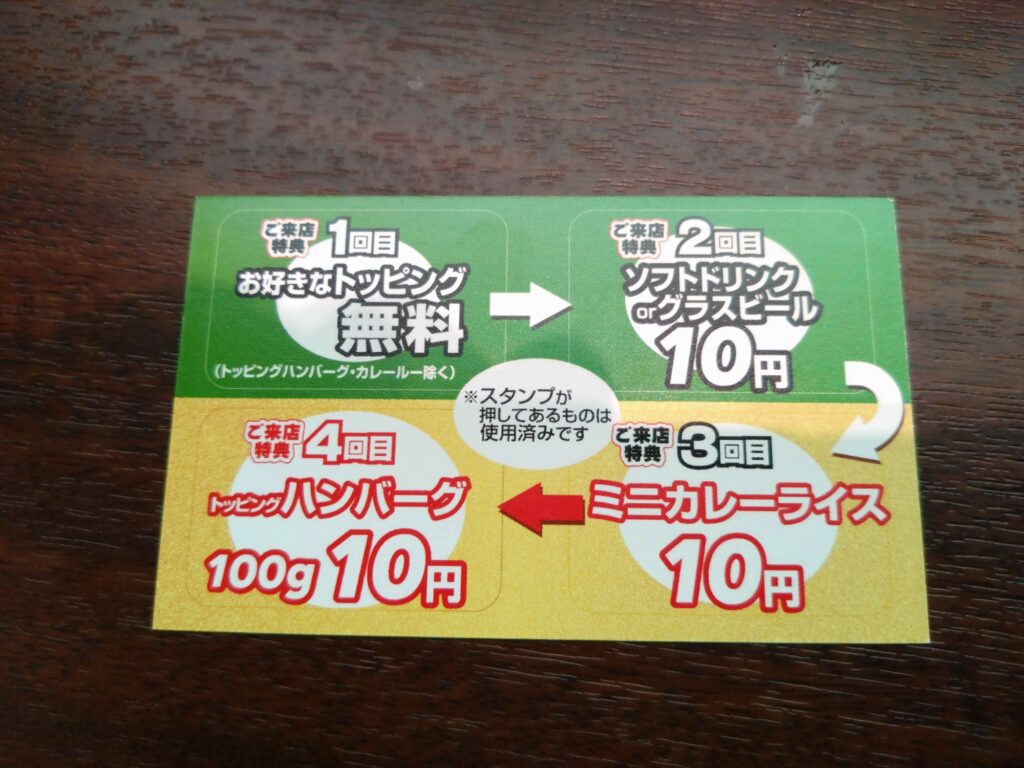 ご来店
特典
1回目
お好きなトッピング
無料
(トッピングハンバーグ・カレールー除く)
ご来店
特典
2回目
ソフトドリンク
orグラスビール
10円
※スタンプが
押してあるものは
使用済みです
ご来店
特典
3回目
ミニカレーライス
10円
ご来店
特典
4回目
トッピングハンバーグ
100g 10円